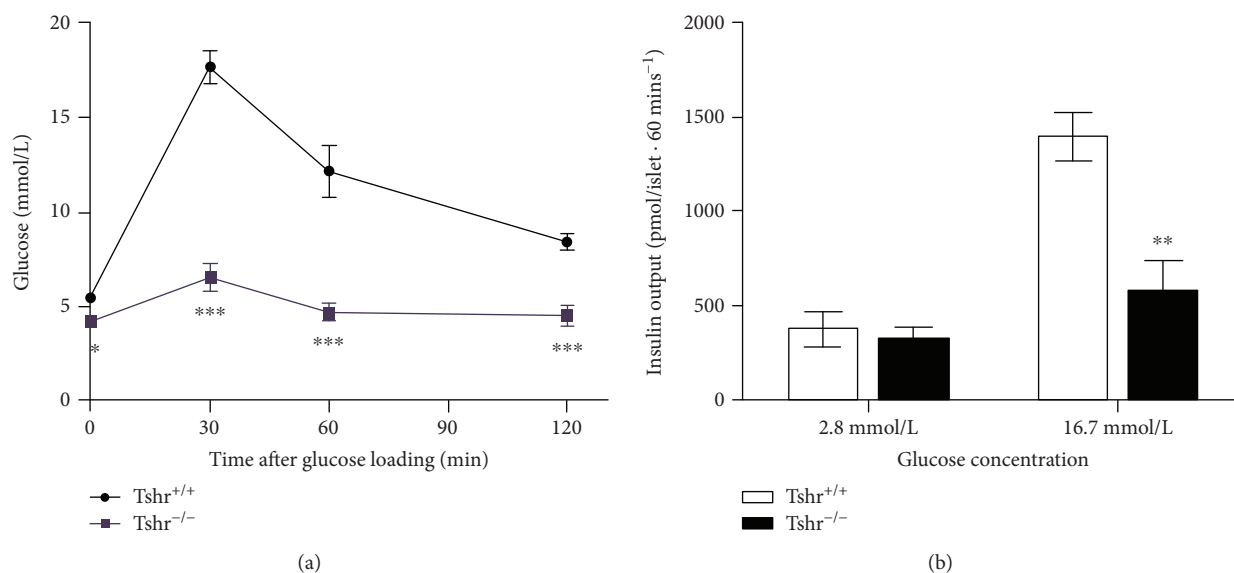 20
15
10
5
0
Glucose (mmol/L)
*
***
***
***
0 30 60 90 120
Time after glucose loading (min)
Tshr+/+
Tshr−/−
(a)
2000
1500
1000
500
0
Insulin output (pmol/islet · 60 mins−1)
**
2.8 mmol/L 16.7 mmol/L
Glucose concentration
Tshr+/+
Tshr−/−
(b)